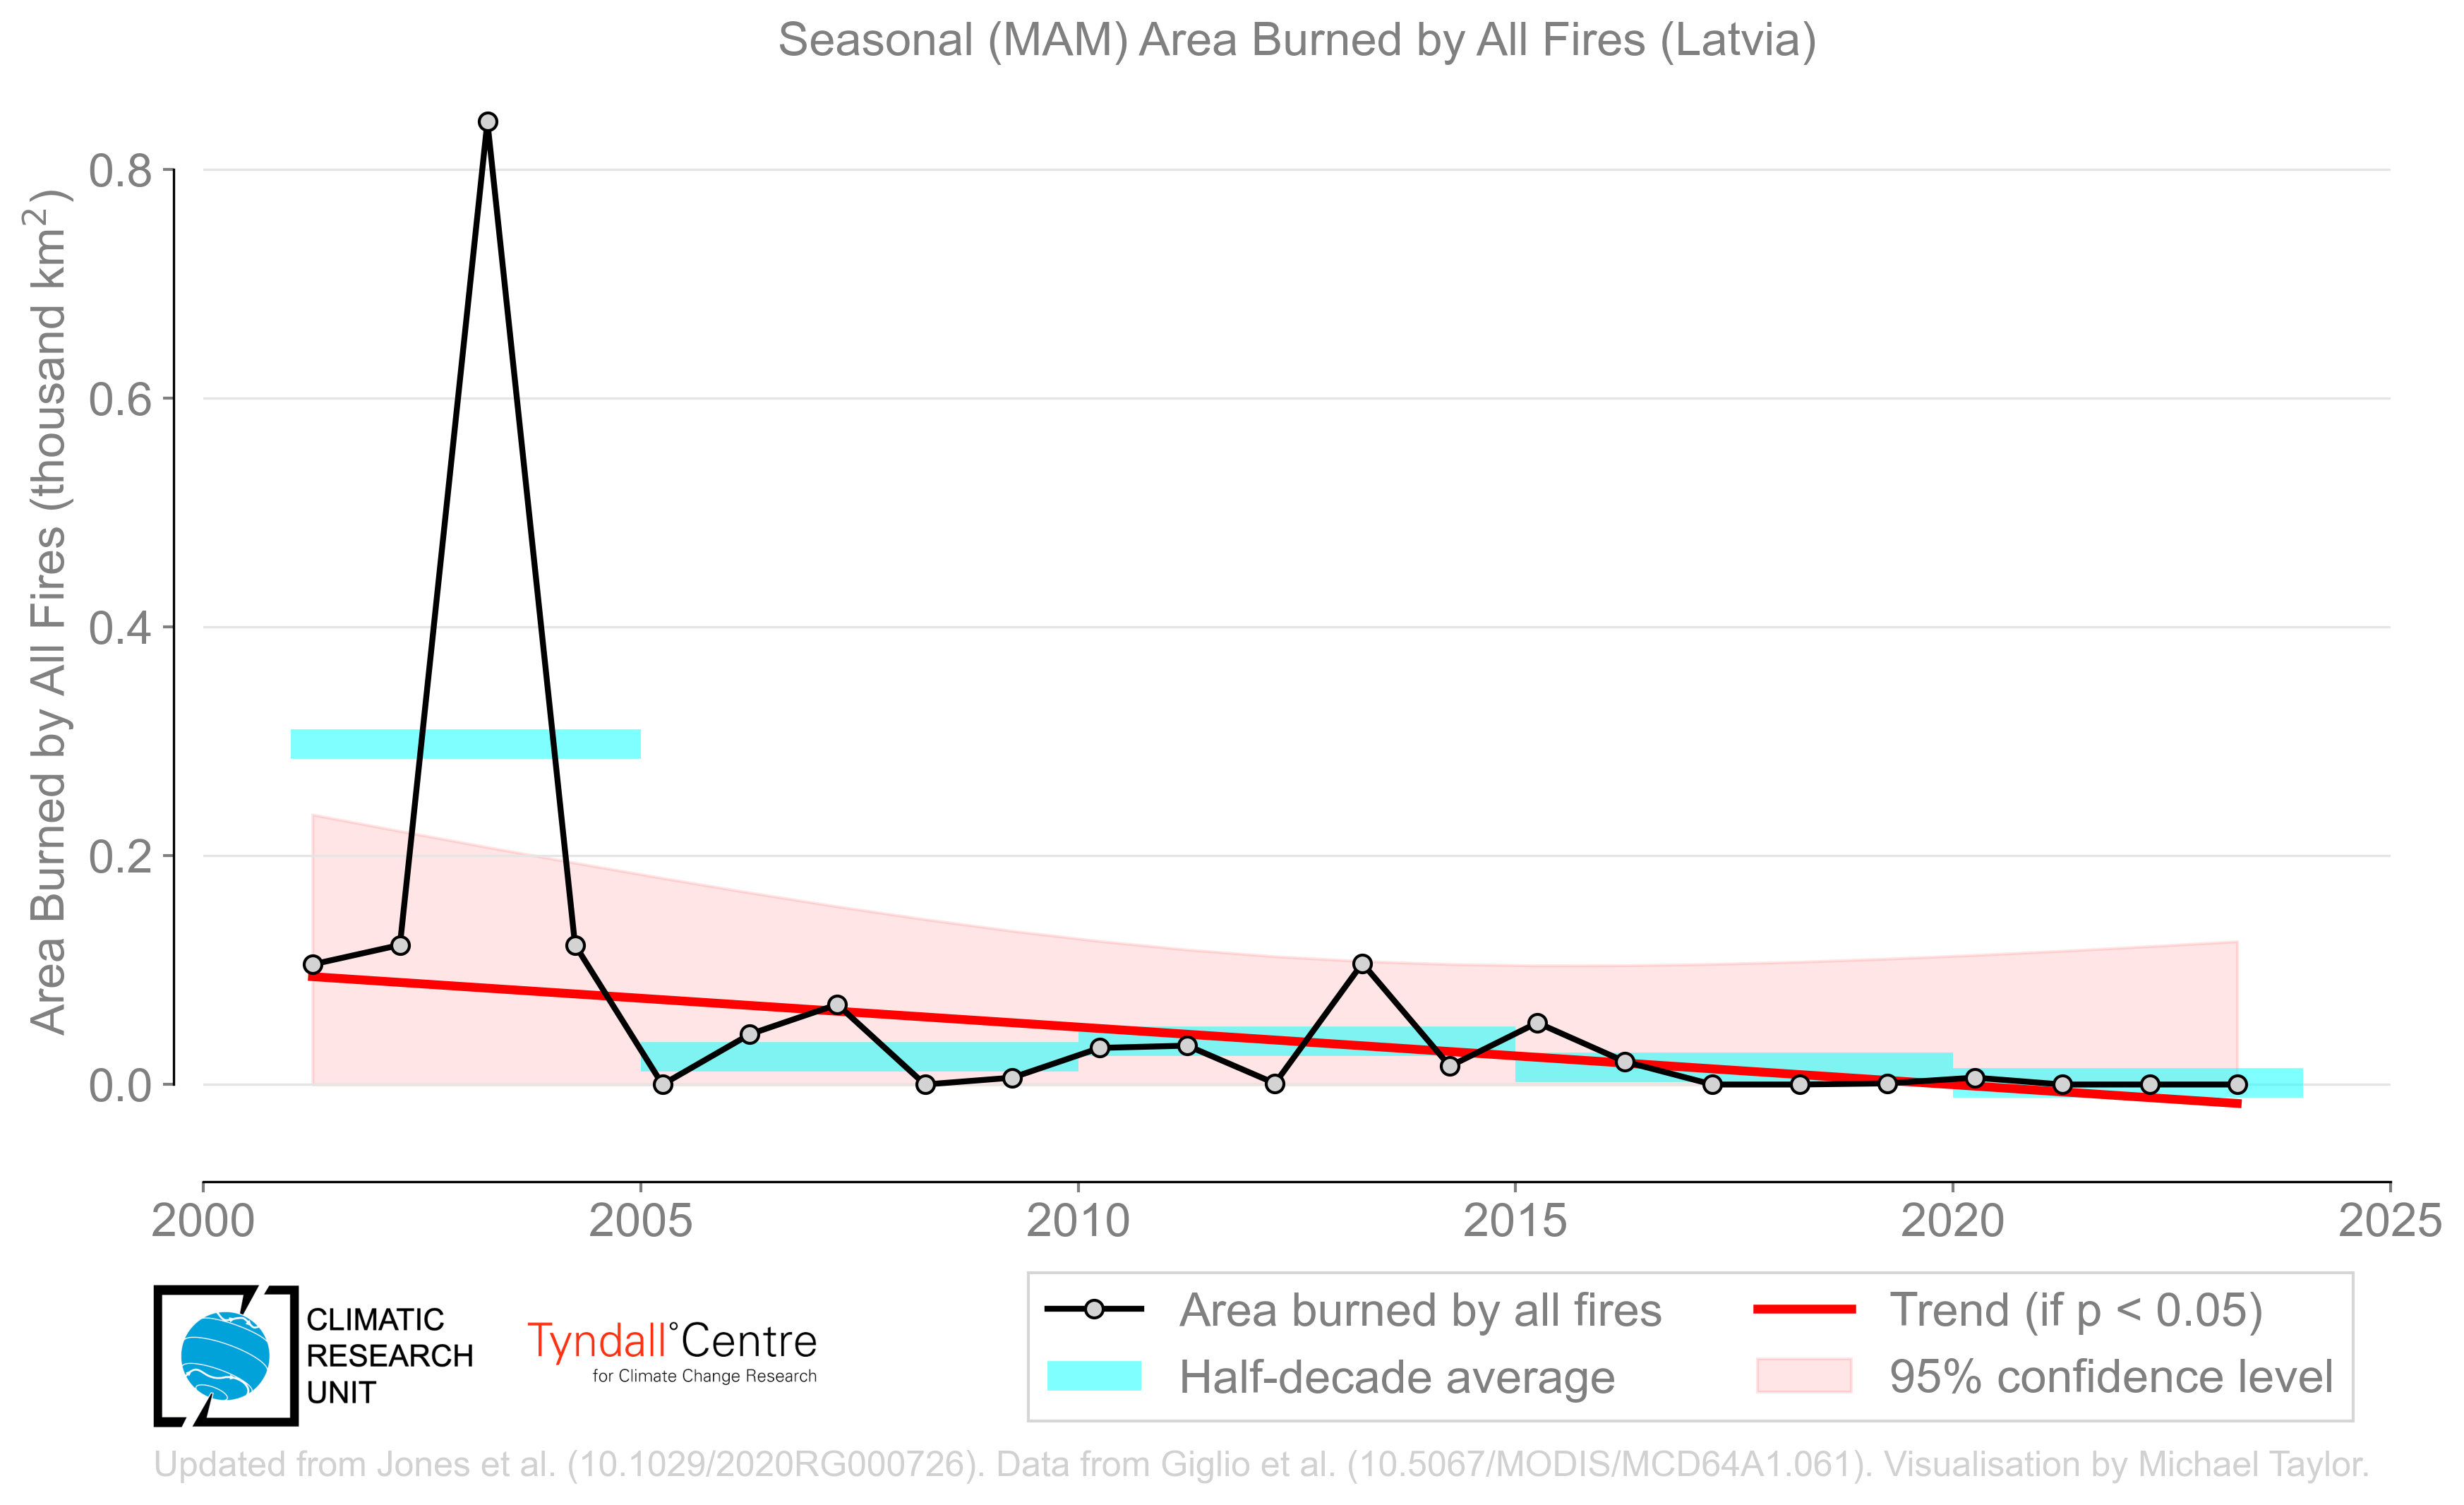 Seasonal (MAM) Area Burned by All Fires (Latvia)
Area Burned by All Fires (thousand km²)
0.8
0.6
0.4
0.2
0.0
2000 2005 2010 2015 2020 2025
Area burned by all fires
Half-decade average
Trend (if p < 0.05)
95% confidence level
CLIMATIC
RESEARCH
UNIT
Tyndall°Centre
for Climate Change Research
Updated from Jones et al. (10.1029/2020RG000726). Data from Giglio et al. (10.5067/MODIS/MCD64A1.061). Visualisation by Michael Taylor.